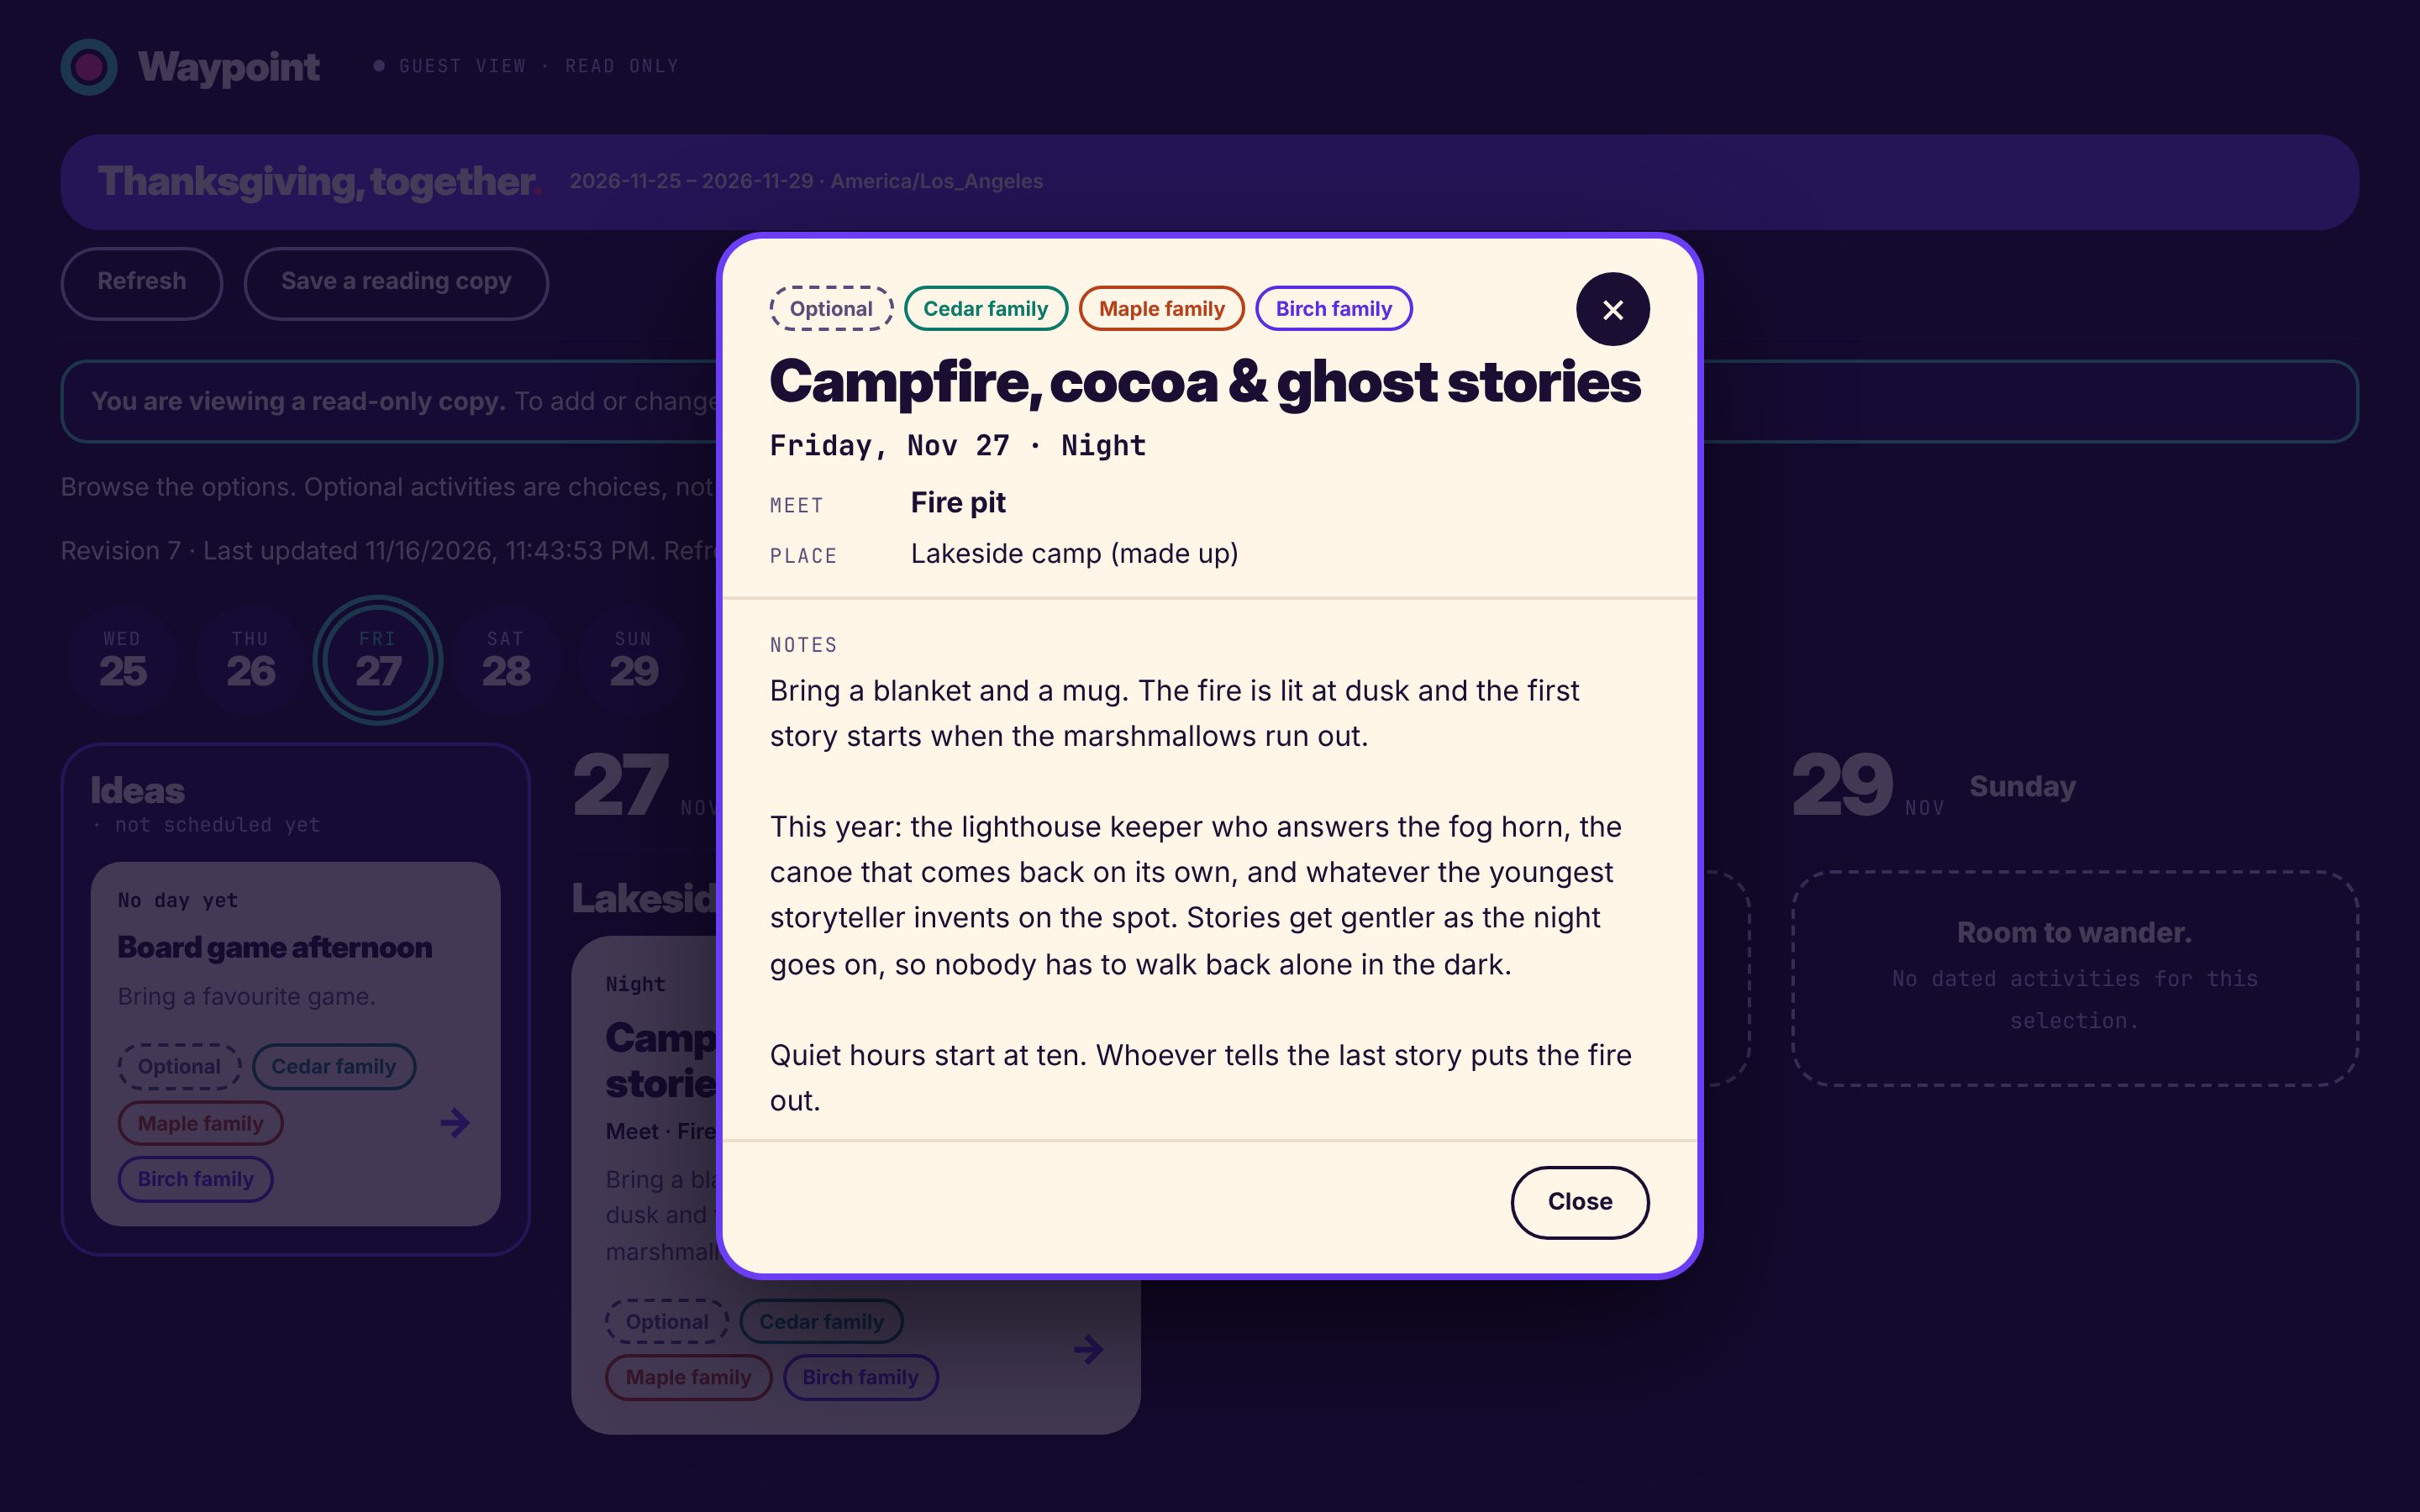 Waypoint
GUEST VIEW · READ ONLY
Thanksgiving, together.
2026-11-25 – 2026-11-29 · America/Los_Angeles
Refresh
Save a reading copy
You are viewing a read-only copy. To add or change
Browse the options. Optional activities are choices, not
Revision 7 · Last updated 11/16/2026, 11:43:53 PM.
WED
25
THU
26
FRI
27
SAT
28
SUN
29
Ideas
· not scheduled yet
No day yet
Board game afternoon
Bring a favourite game.
Optional
Cedar family
Maple family
Birch family
27 NOV
Lakesid
Night
Camp
storie
Meet · Fire
Bring a bla
dusk and
marshmal
Optional
Cedar family
Maple family
Birch family
Optional
Cedar family
Maple family
Birch family
Campfire, cocoa & ghost stories
Friday, Nov 27 · Night
MEET Fire pit
PLACE Lakeside camp (made up)
NOTES
Bring a blanket and a mug. The fire is lit at dusk and the first
story starts when the marshmallows run out.
This year: the lighthouse keeper who answers the fog horn, the
canoe that comes back on its own, and whatever the youngest
storyteller invents on the spot. Stories get gentler as the night
goes on, so nobody has to walk back alone in the dark.
Quiet hours start at ten. Whoever tells the last story puts the fire
out.
Close
29 NOV Sunday
Room to wander.
No dated activities for this
selection.